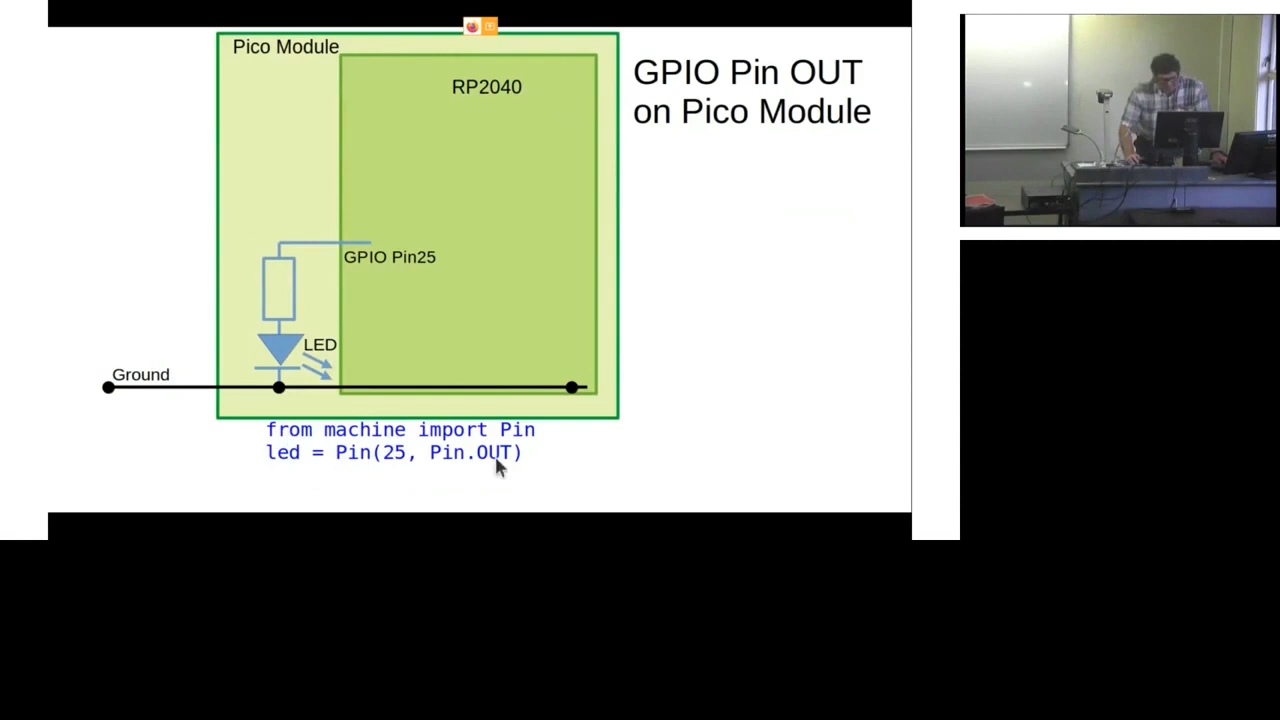 Pico Module
RP2040
GPIO Pin OUT
on Pico Module
GPIO Pin25
LED
Ground
from machine import Pin
led = Pin(25, Pin.OUT)